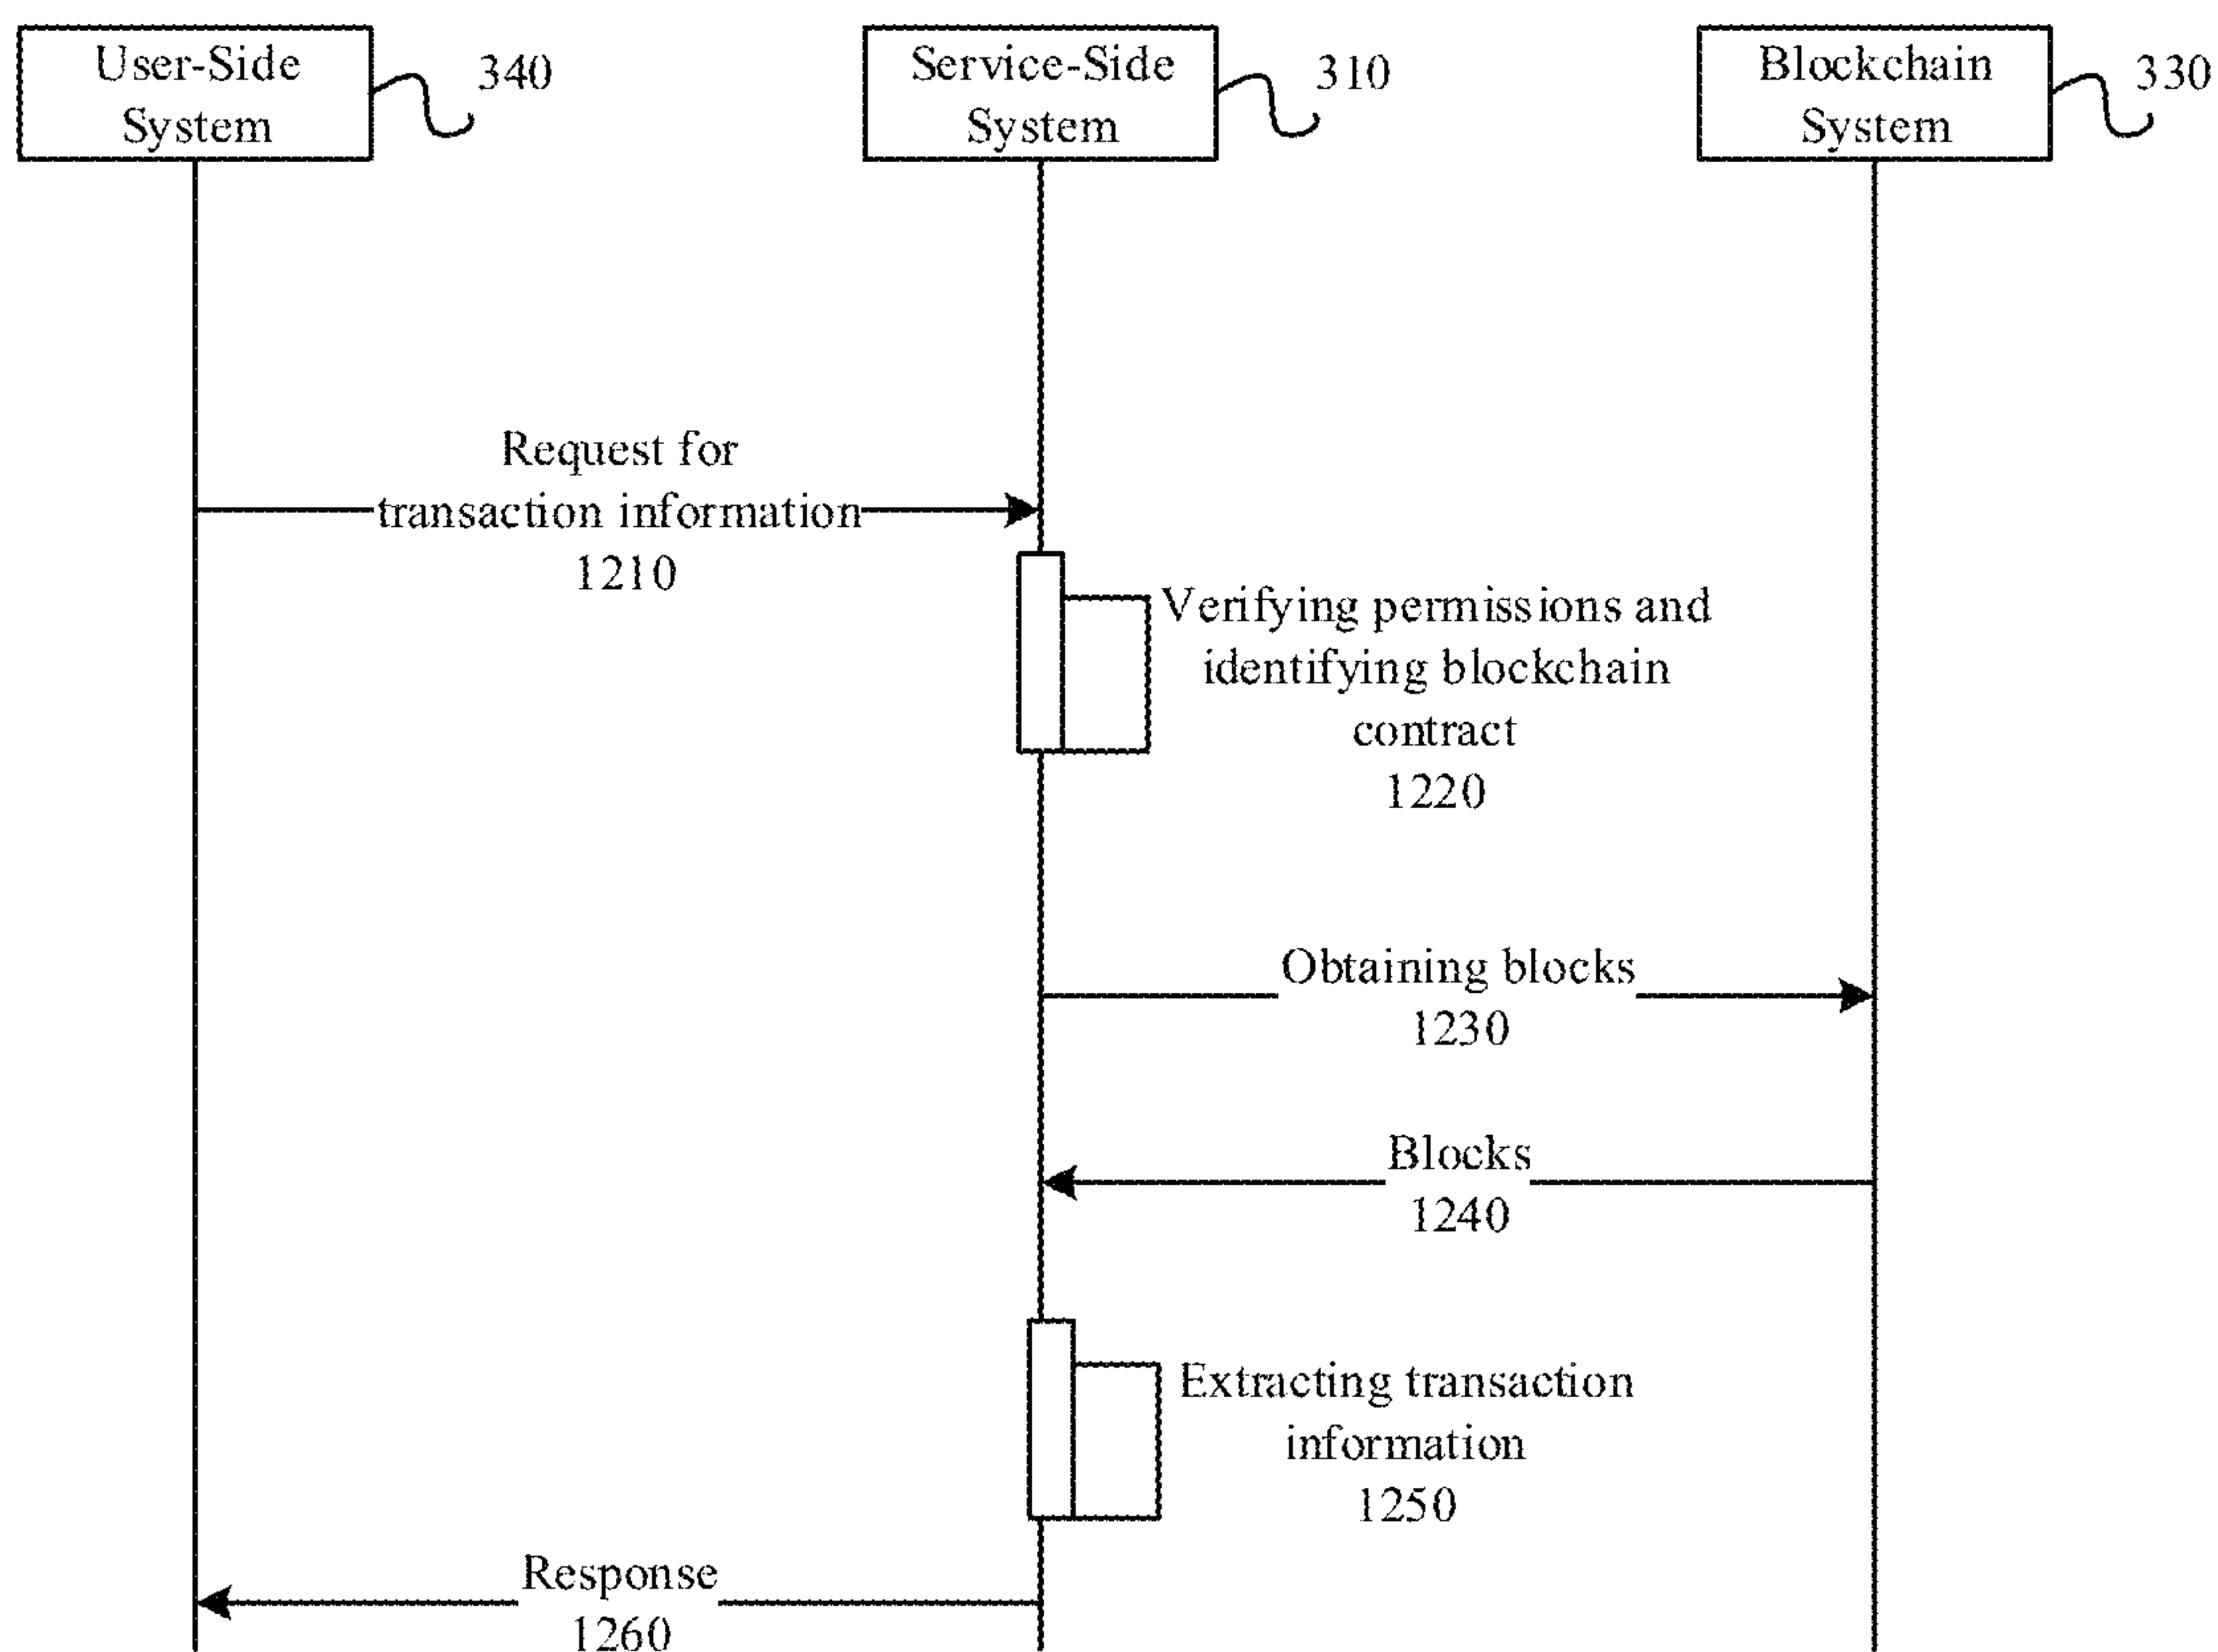 User-Side
System
340
Service-Side
System
310
Blockchain
System
330
Request for
transaction information
1210
Verifying permissions and
identifying blockchain
contract
1220
Obtaining blocks
1230
Blocks
1240
Extracting transaction
information
1250
Response
1260